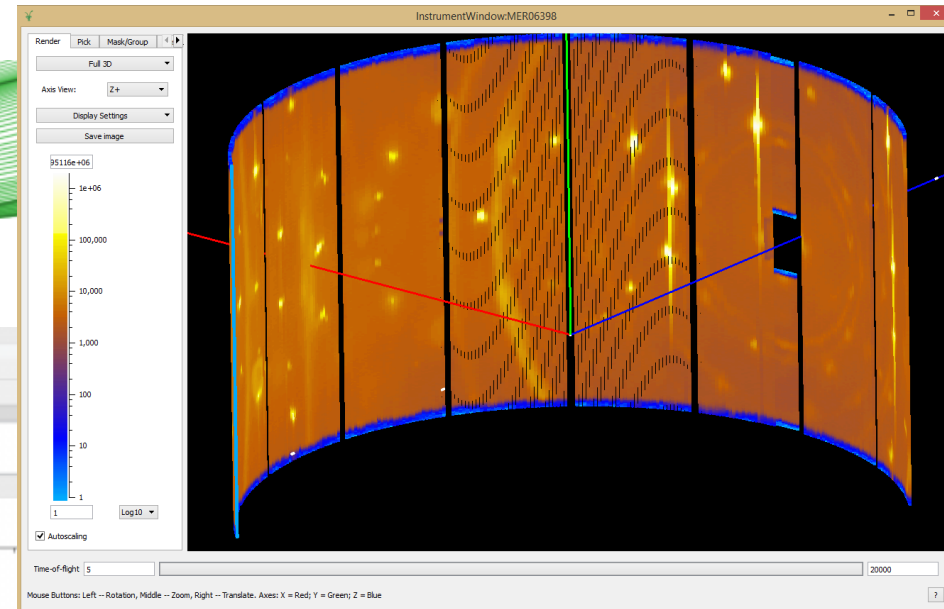 InstrumentWindow:MER06398
Render Pick Mask/Group
Full 3D
Axis View: Z+
Display Settings
Save image
95116e+06
1e+06
100,000
10,000
1,000
100
10
1
1 Log10
Autoscaling
Time-of-flight 5 20000
Mouse Buttons: Left -- Rotation, Middle -- Zoom, Right -- Translate. Axes: X = Red; Y = Green; Z = Blue
?